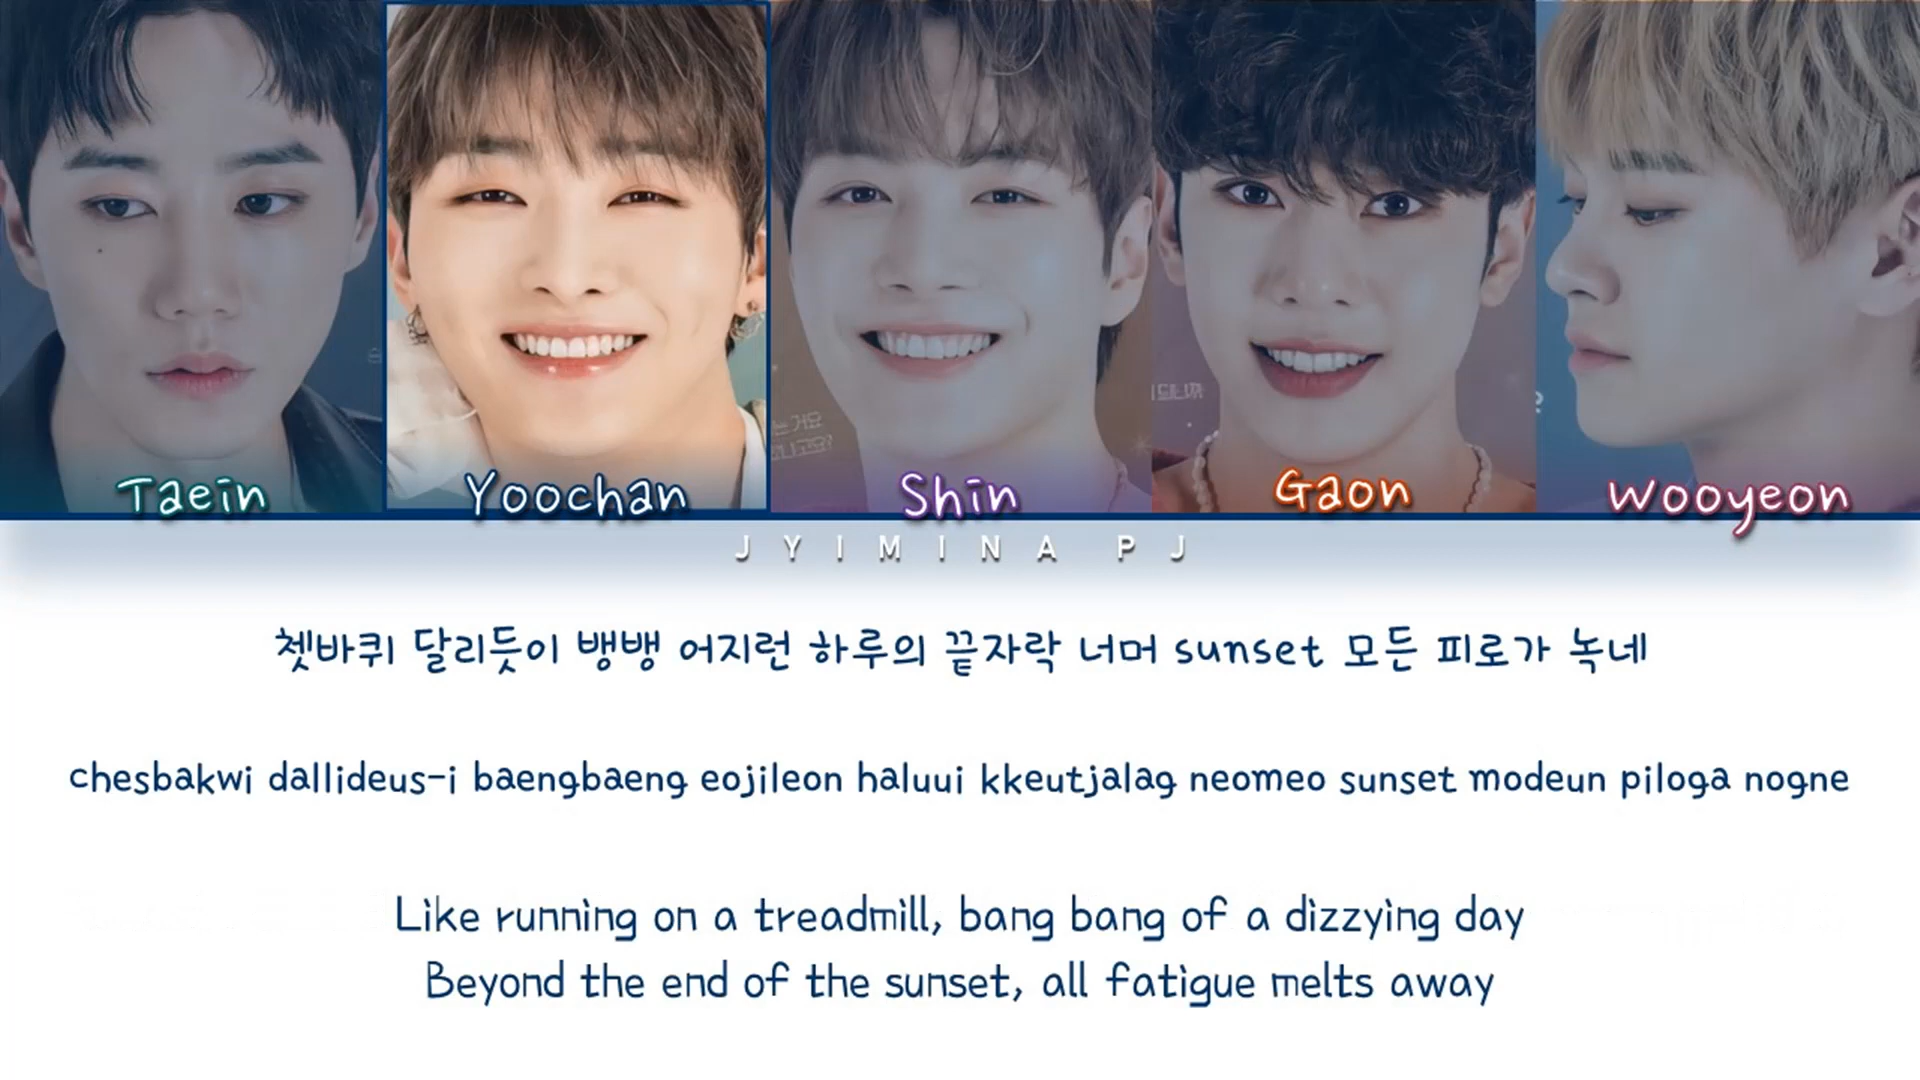 Taein
Yoochan
Shin
Gaon
Wooyeon
JYIMINA PJ
쳇바퀴 달리듯이 뱅뱅 어지런 하루의 끝자락 너머 sunset 모든 피로가 녹네
chesbakwi dallideus-i baengbaeng eojileon haluui kkeutjalag neomeo sunset modeun piloga nogne
Like running on a treadmill, bang bang of a dizzying day
Beyond the end of the sunset, all fatigue melts away